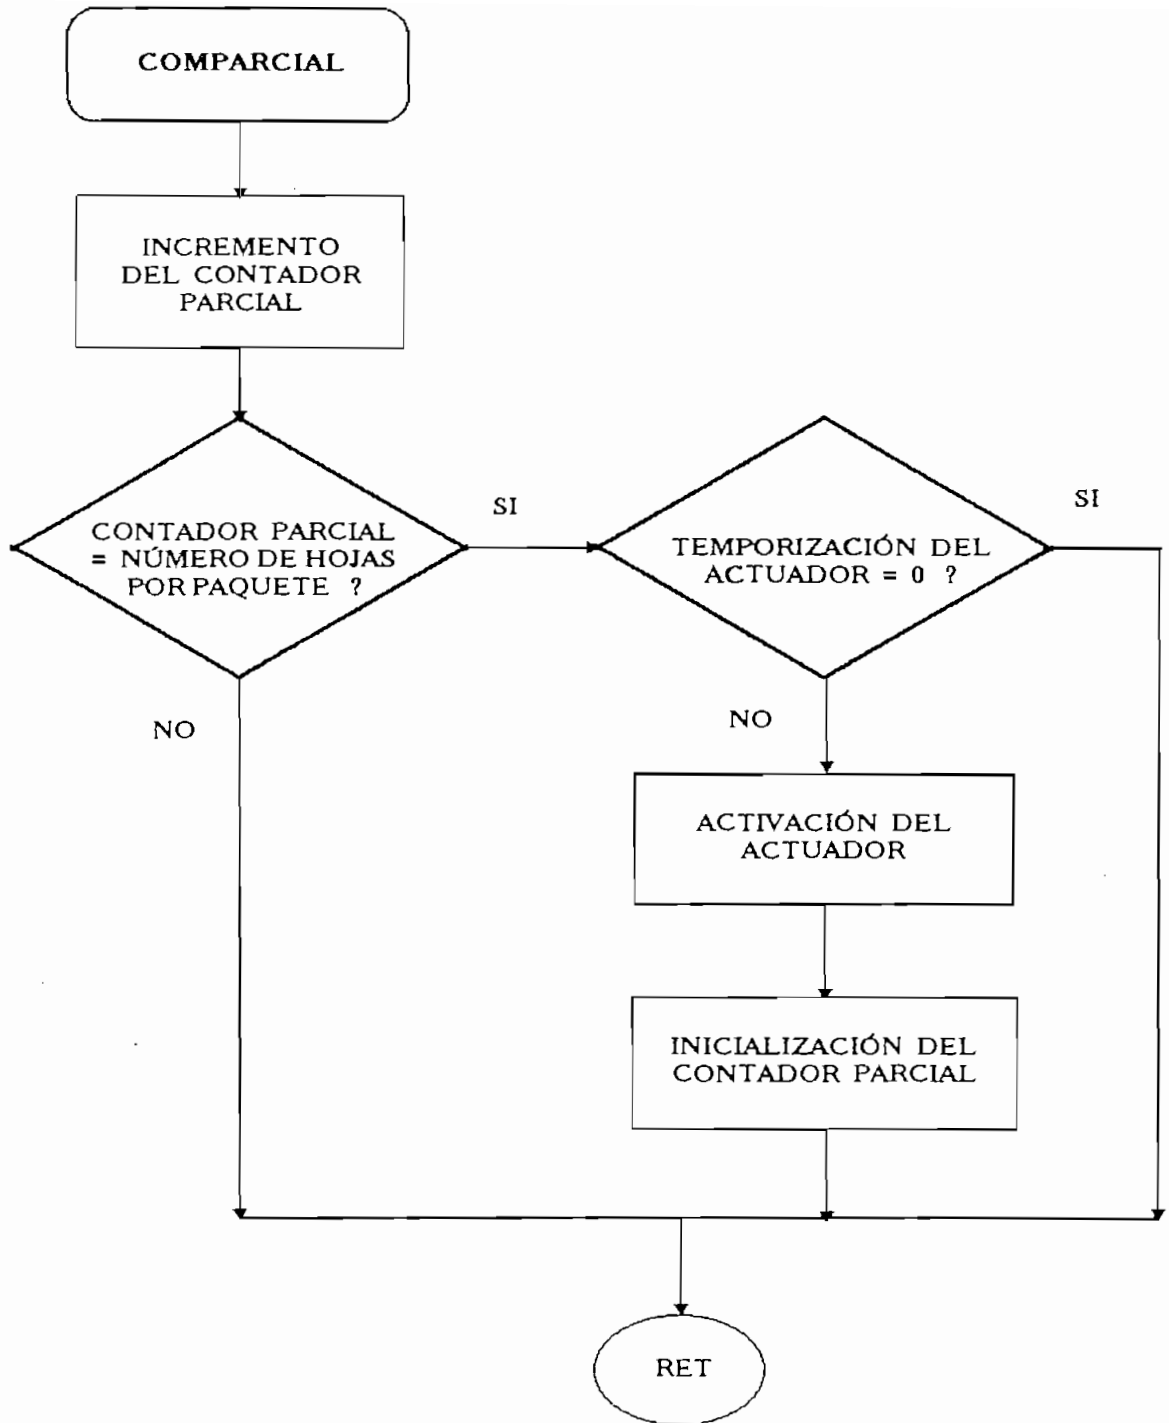 COMPARCIAL
INCREMENTO
DEL CONTADOR
PARCIAL
CONTADOR PARCIAL
= NÚMERO DE HOJAS
POR PAQUETE ?
SI
TEMPORIZACIÓN DEL
ACTUADOR = 0 ?
SI
NO
NO
ACTIVACIÓN DEL
ACTUADOR
INICIALIZACIÓN DEL
CONTADOR PARCIAL
RET